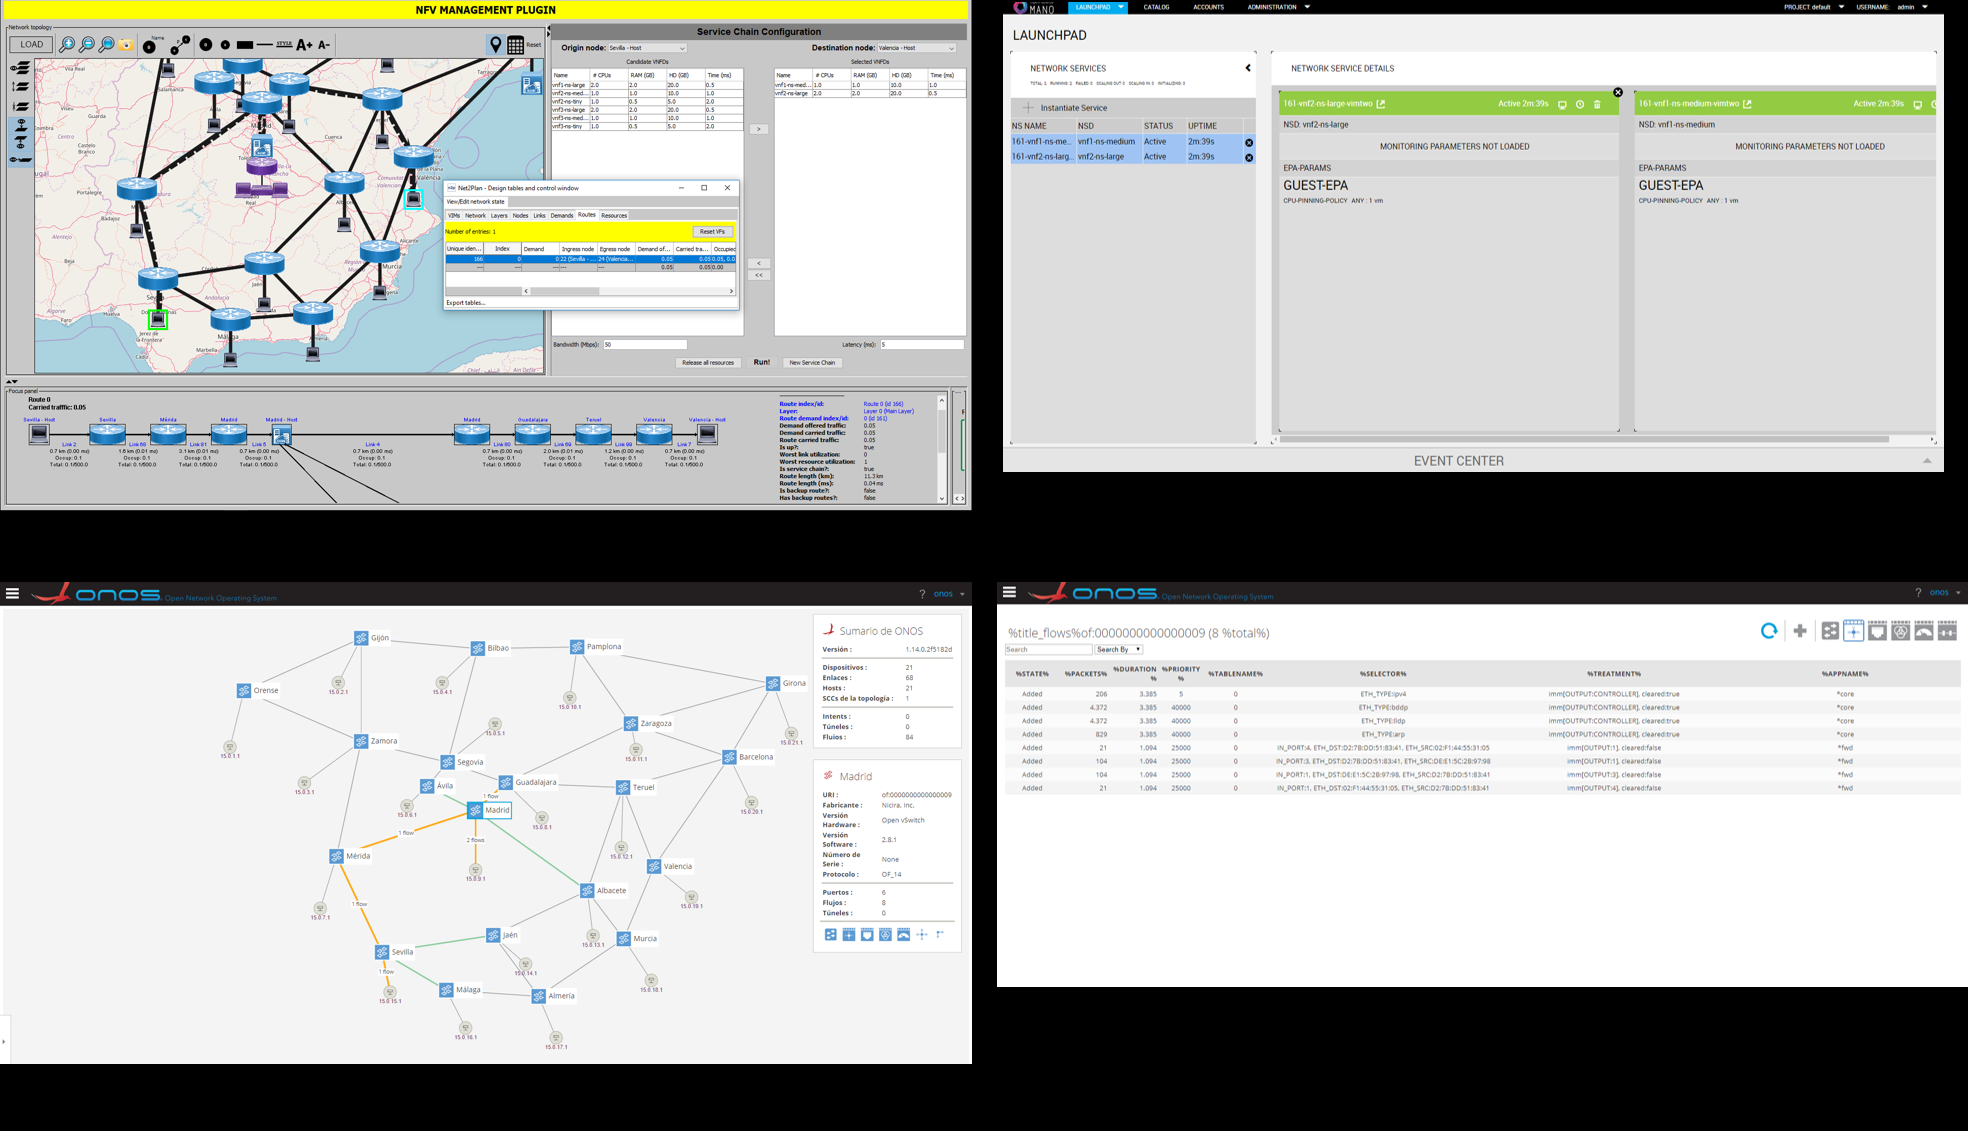 NFV MANAGEMENT PLUGIN
Network topology
LOAD
STYLE A+ A-
Reset
Service Chain Configuration
Origin node: Sevilla - Host
Destination node: Valencia - Host
Candidate VNFDs
Name # CPUs RAM (GB) HD (GB) Time (ms)
vnf1-ns-large 2.0 2.0 20.0 0.5
vnf2-ns-med... 1.0 1.0 10.0 1.0
vnf2-ns-tiny 1.0 0.5 5.0 2.0
vnf3-ns-large 2.0 2.0 20.0 0.5
vnf3-ns-med... 1.0 1.0 10.0 1.0
vnf3-ns-tiny 1.0 0.5 5.0 2.0
Selected VNFDs
Name # CPUs RAM (GB) HD (GB) Time (ms)
vnf1-ns-med... 1.0 1.0 10.0 1.0
vnf2-ns-large 2.0 2.0 20.0 0.5
>
<
<<
Net2Plan - Design tables and control window
View/Edit network state
VIMs Network Layers Nodes Links Demands Routes Resources
Number of entries: 1
Reset VFs
Unique iden... Index Demand Ingress node Egress node Demand of... Carried tra... Occupied
166 0 0 22 (Sevilla - ... 24 (Valencia... 0.05 0.05 0.05, 0.0
--- --- --- --- --- 0.05 0.05 0.00
Export tables...
Bandwidth (Mbps): 50
Latency (ms): 5
Release all resources
Run!
New Service Chain
Focus panel
Route 0
Carried trafffic: 0.05
Sevilla - Host Sevilla Mérida Madrid Madrid - Host Madrid Guadalajara Teruel Valencia Valencia - Host
Link 2 Link 68 Link 81 Link 5 Link 4 Link 80 Link 69 Link 99 Link 7
0.7 km (0.00 ms) 1.6 km (0.01 ms) 3.1 km (0.01 ms) 0.7 km (0.00 ms) 0.7 km (0.00 ms) 0.7 km (0.00 ms) 2.0 km (0.01 ms) 1.2 km (0.00 ms) 0.7 km (0.00 ms)
Occup: 0.1 Occup: 0.1 Occup: 0.1 Occup: 0.1 Occup: 0.1 Occup: 0.1 Occup: 0.1 Occup: 0.1 Occup: 0.1
Total: 0.1/500.0 Total: 0.1/500.0 Total: 0.1/500.0 Total: 0.1/500.0 Total: 0.1/500.0 Total: 0.1/500.0 Total: 0.1/500.0 Total: 0.1/500.0 Total: 0.1/500.0
Route index/id: Route 0 (id 166)
Layer: Layer 0 (Main Layer)
Route demand index/id: 0 (id 161)
Demand offered traffic: 0.05
Demand carried traffic: 0.05
Route carried traffic: 0.05
Is up?: true
Worst link utilization: 0
Worst resource utilization: 1
Is service chain?: true
Route length (km): 11.3 km
Route length (ms): 0.04 ms
Is backup route?: false
Has backup routes?: false
MANO
LAUNCHPAD
CATALOG
ACCOUNTS
ADMINISTRATION
PROJECT: default
USERNAME: admin
LAUNCHPAD
NETWORK SERVICES
TOTAL: 2 RUNNING: 2 FAILED: 0 SCALING OUT: 0 SCALING IN: 0 INITIALIZING: 0
Instantiate Service
NS NAME NSD STATUS UPTIME
161-vnf1-ns-me... vnf1-ns-medium Active 2m:39s
161-vnf2-ns-larg... vnf2-ns-large Active 2m:39s
NETWORK SERVICE DETAILS
161-vnf2-ns-large-vimtwo Active 2m:39s
NSD: vnf2-ns-large
MONITORING PARAMETERS NOT LOADED
EPA-PARAMS
GUEST-EPA
CPU-PINNING-POLICY ANY : 1 vm
161-vnf1-ns-medium-vimtwo Active 2m:39s
NSD: vnf1-ns-medium
MONITORING PARAMETERS NOT LOADED
EPA-PARAMS
GUEST-EPA
CPU-PINNING-POLICY ANY : 1 vm
EVENT CENTER
onos Open Network Operating System
? onos
Gijón
Bilbao
Pamplona
Girona
Orense
15.0.2.1
15.0.4.1
15.0.10.1
Zaragoza
15.0.5.1
15.0.21.1
Zamora
15.0.1.1
15.0.11.1
Barcelona
Segovia
15.0.3.1
Ávila
Guadalajara
Teruel
1 flow
15.0.6.1
Madrid
15.0.8.1
15.0.20.1
1 flow
2 flows
Mérida
15.0.12.1
Valencia
15.0.9.1
Albacete
1 flow
15.0.7.1
15.0.19.1
Jaén
15.0.13.1
Murcia
Sevilla
1 flow
15.0.14.1
15.0.18.1
15.0.15.1
Málaga
Almería
15.0.16.1
15.0.17.1
Sumario de ONOS
Versión : 1.14.0.2f5182d
Dispositivos : 21
Enlaces : 68
Hosts : 21
SCCs de la topología : 1
Intents : 0
Túneles : 0
Flujos : 84
Madrid
URI : of:0000000000000009
Fabricante : Nicira, Inc.
Versión Hardware : Open vSwitch
Versión Software : 2.8.1
Número de Serie : None
Protocolo : OF_14
Puertos : 6
Flujos : 8
Túneles : 0
onos Open Network Operating System
? onos
%title_flows%of:0000000000000009 (8 %total%)
Search
Search By
%STATE% %PACKETS% %DURATION% %PRIORITY% %TABLENAME% %SELECTOR% %TREATMENT% %APPNAME%
Added 206 3.385 5 0 ETH_TYPE:ipv4 imm[OUTPUT:CONTROLLER], cleared:true *core
Added 4.372 3.385 40000 0 ETH_TYPE:bddp imm[OUTPUT:CONTROLLER], cleared:true *core
Added 4.372 3.385 40000 0 ETH_TYPE:lldp imm[OUTPUT:CONTROLLER], cleared:true *core
Added 829 3.385 40000 0 ETH_TYPE:arp imm[OUTPUT:CONTROLLER], cleared:true *core
Added 21 1.094 25000 0 IN_PORT:4, ETH_DST:D2:7B:DD:51:83:41, ETH_SRC:02:F1:44:55:31:05 imm[OUTPUT:1], cleared:false *fwd
Added 104 1.094 25000 0 IN_PORT:3, ETH_DST:D2:7B:DD:51:83:41, ETH_SRC:DE:E1:5C:2B:97:98 imm[OUTPUT:1], cleared:false *fwd
Added 104 1.094 25000 0 IN_PORT:1, ETH_DST:DE:E1:5C:2B:97:98, ETH_SRC:D2:7B:DD:51:83:41 imm[OUTPUT:3], cleared:false *fwd
Added 21 1.094 25000 0 IN_PORT:1, ETH_DST:02:F1:44:55:31:05, ETH_SRC:D2:7B:DD:51:83:41 imm[OUTPUT:4], cleared:false *fwd